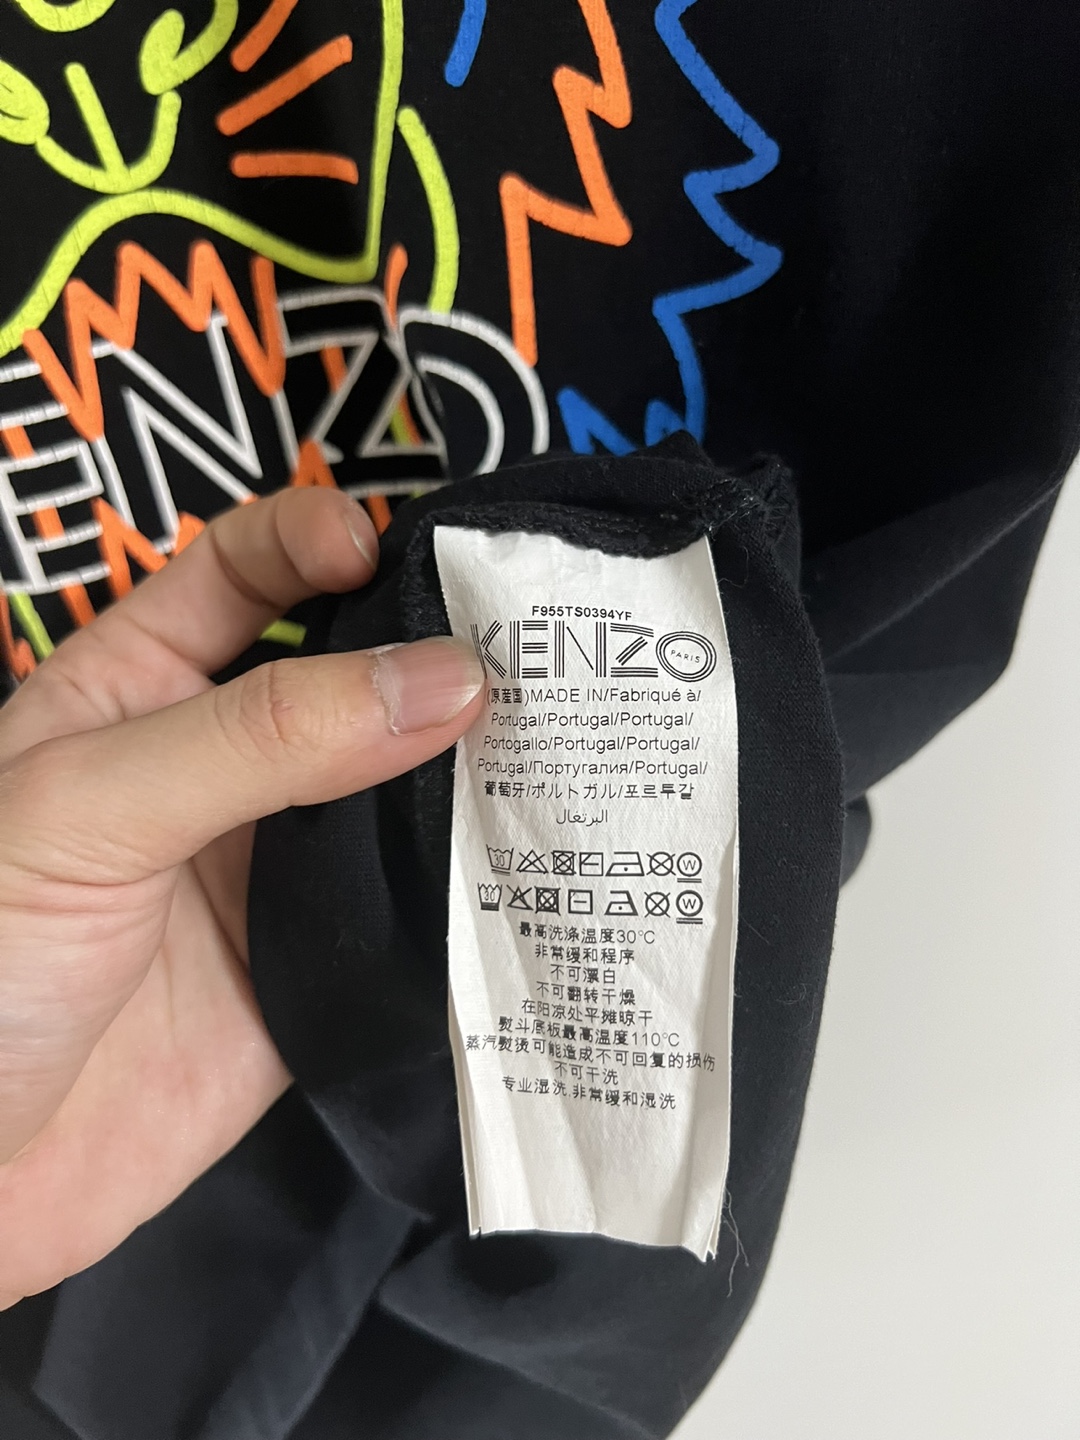 ENZO
F955TS0394YF
KENZO
PARIS
(原産国)MADE IN/Fabriqué à/
Portugal/Portugal/Portugal/
Portogallo/Portugal/Portugal/
Portugal/Португалия/Portugal/
葡萄牙/ポルトガル/포르투갈
البرتغال
30 W
30 W
最高洗涤温度30°C
非常缓和程序
不可漂白
不可翻转干燥
在阳凉处平摊晾干
熨斗底板最高温度110°C
蒸汽熨烫可能造成不可回复的损伤
不可干洗
专业湿洗,非常缓和湿洗